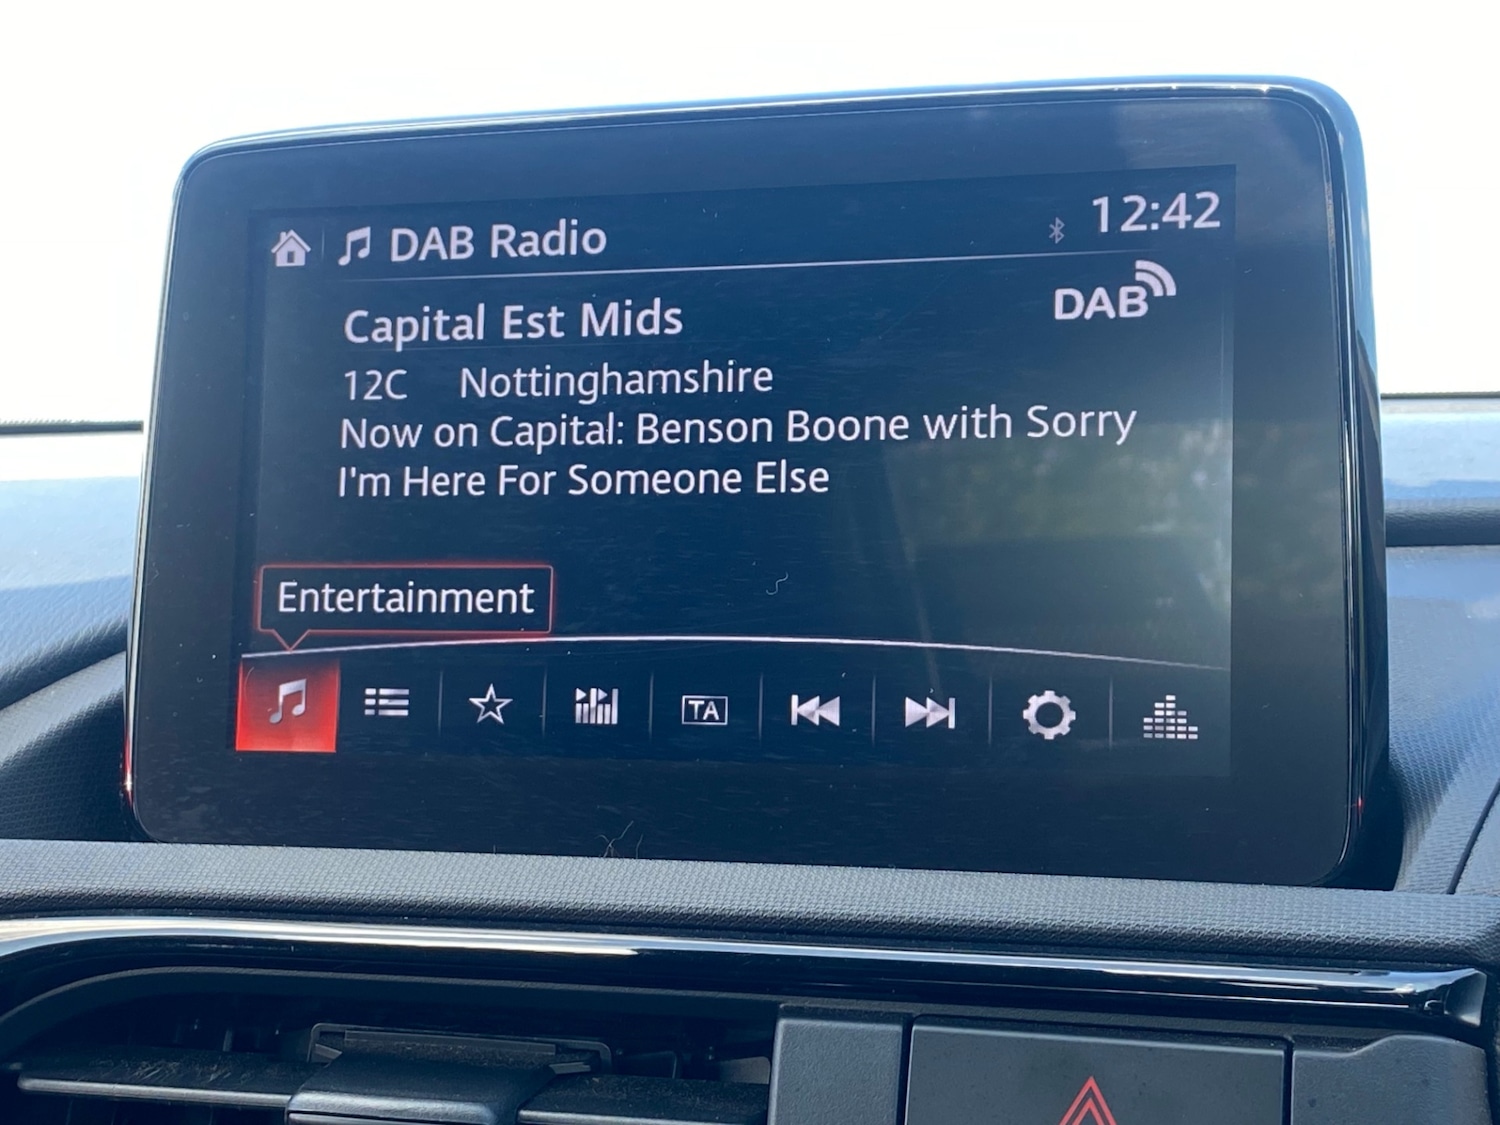 DAB Radio
12:42
DAB
Capital Est Mids
12C Nottinghamshire
Now on Capital: Benson Boone with Sorry
I'm Here For Someone Else
Entertainment
TA